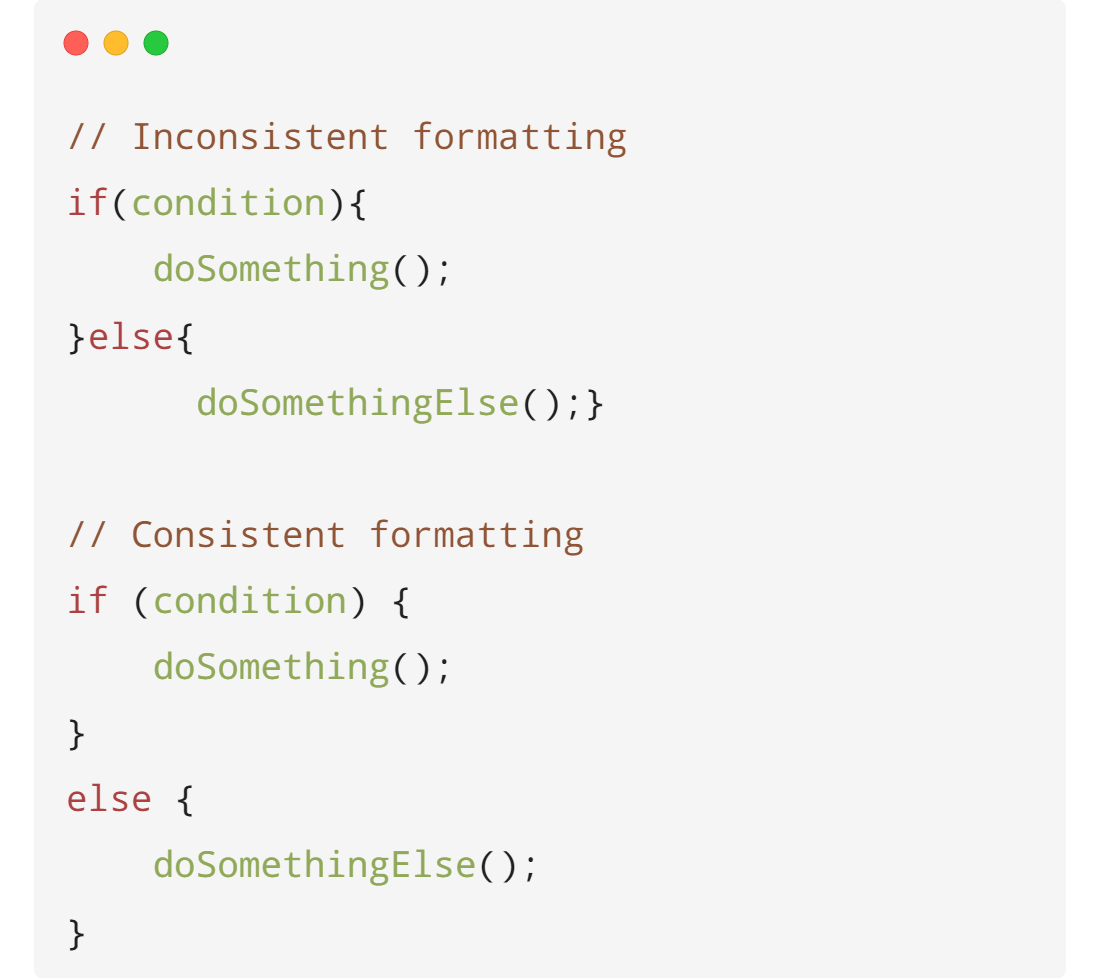 // Inconsistent formatting
if(condition){
    doSomething();
}else{
      doSomethingElse();}

// Consistent formatting
if (condition) {
    doSomething();
}
else {
    doSomethingElse();
}